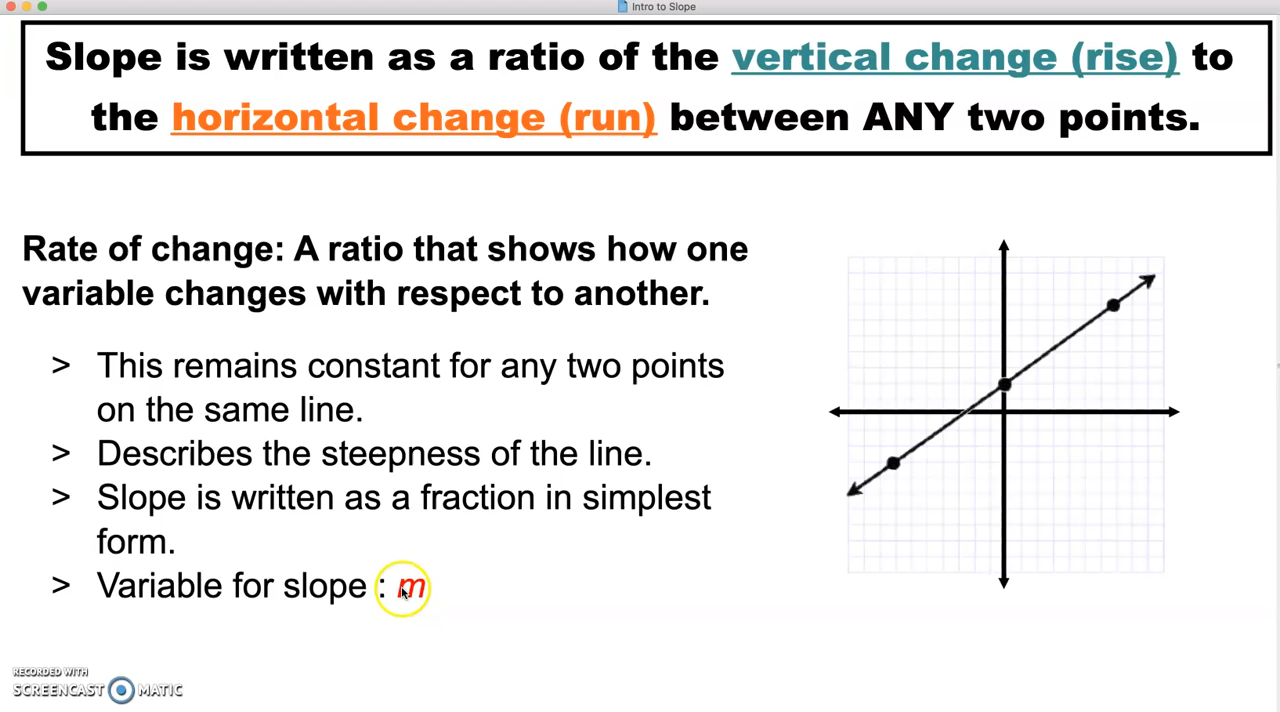 Intro to Slope
Slope is written as a ratio of the vertical change (rise) to
the horizontal change (run) between ANY two points.
Rate of change: A ratio that shows how one
variable changes with respect to another.
> This remains constant for any two points
on the same line.
> Describes the steepness of the line.
> Slope is written as a fraction in simplest
form.
> Variable for slope : m
RECORDED WITH
SCREENCAST MATIC